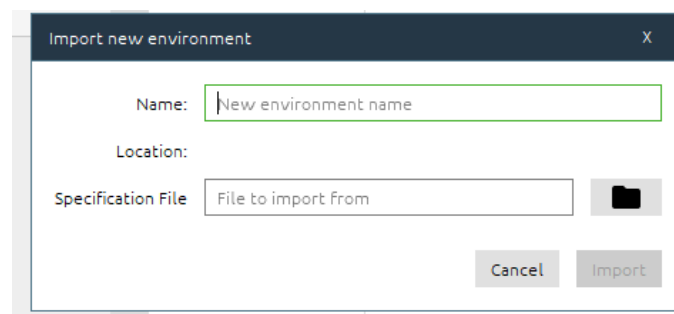 Import new environment X
Name: New environment name
Location:
Specification File File to import from
Cancel Import